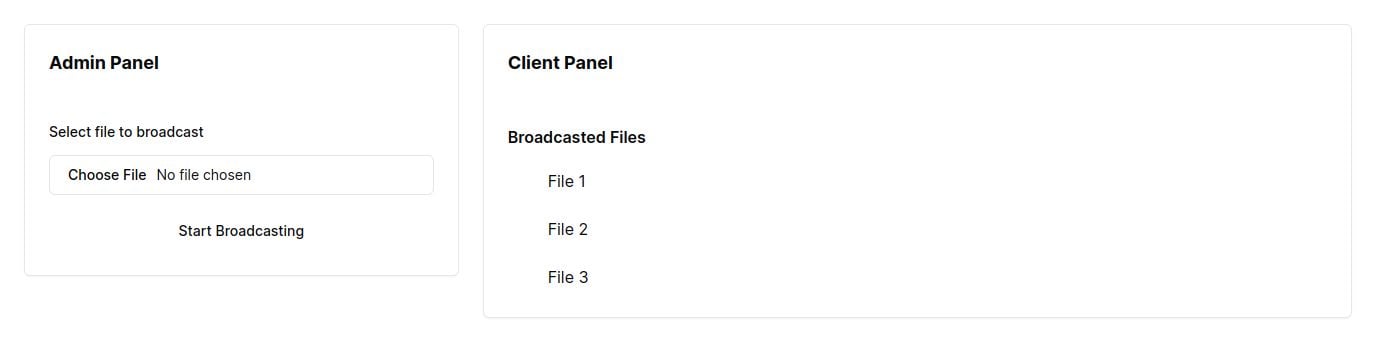 Admin Panel
Select file to broadcast
Choose File No file chosen
Start Broadcasting
Client Panel
Broadcasted Files
File 1
File 2
File 3